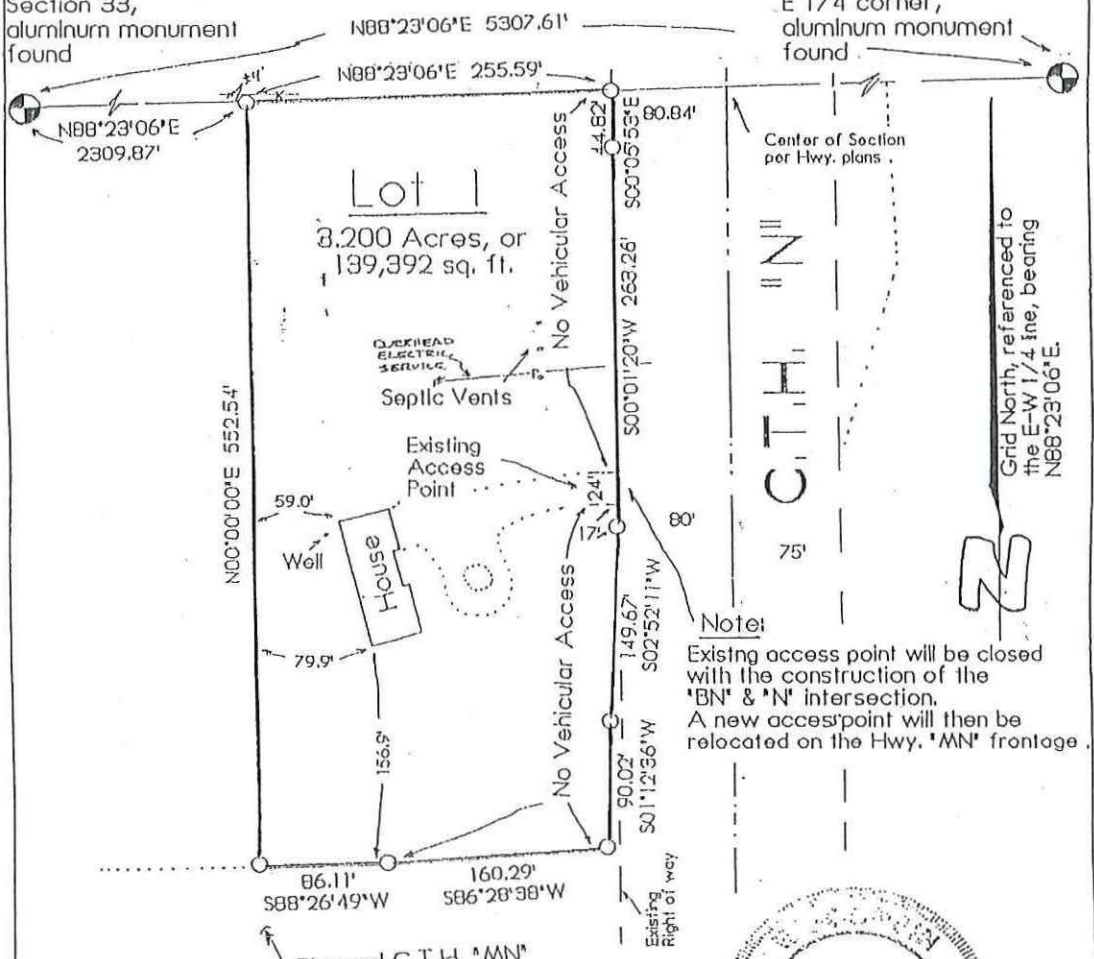 Section 33,
aluminum monument
found
N88°23'06"E 5307.61'
E 1/4 corner,
aluminum monument
found
N88°23'06"E 255.59'
±4'
x
N88°23'06"E
2309.87'
44.82'
S00°05'53"E
80.84'
Center of Section
per Hwy. plans
Lot 1
3.200 Acres, or
139,392 sq. ft.
No Vehicular Access
S00°01'20"W 263.26'
C.T.H. "N"
Grid North, referenced to
the E-W 1/4 line, bearing
N88°23'06"E.
N
OVERHEAD
ELECTRIC
SERVICE
Septic Vents
Existing
Access
Point
N00°00'00"E 552.54'
59.0'
Well
House
79.9'
156.9'
124'
17'
80'
75'
No Vehicular Access
149.67'
S02°52'11"W
90.02'
S01°12'36"W
Note:
Existng access point will be closed
with the construction of the
"BN" & "N" intersection.
A new access point will then be
relocated on the Hwy. "MN" frontage.
86.11'
S88°26'49"W
160.29'
S86°28'38"W
Existing
Right of way
C.T.H. "MN"